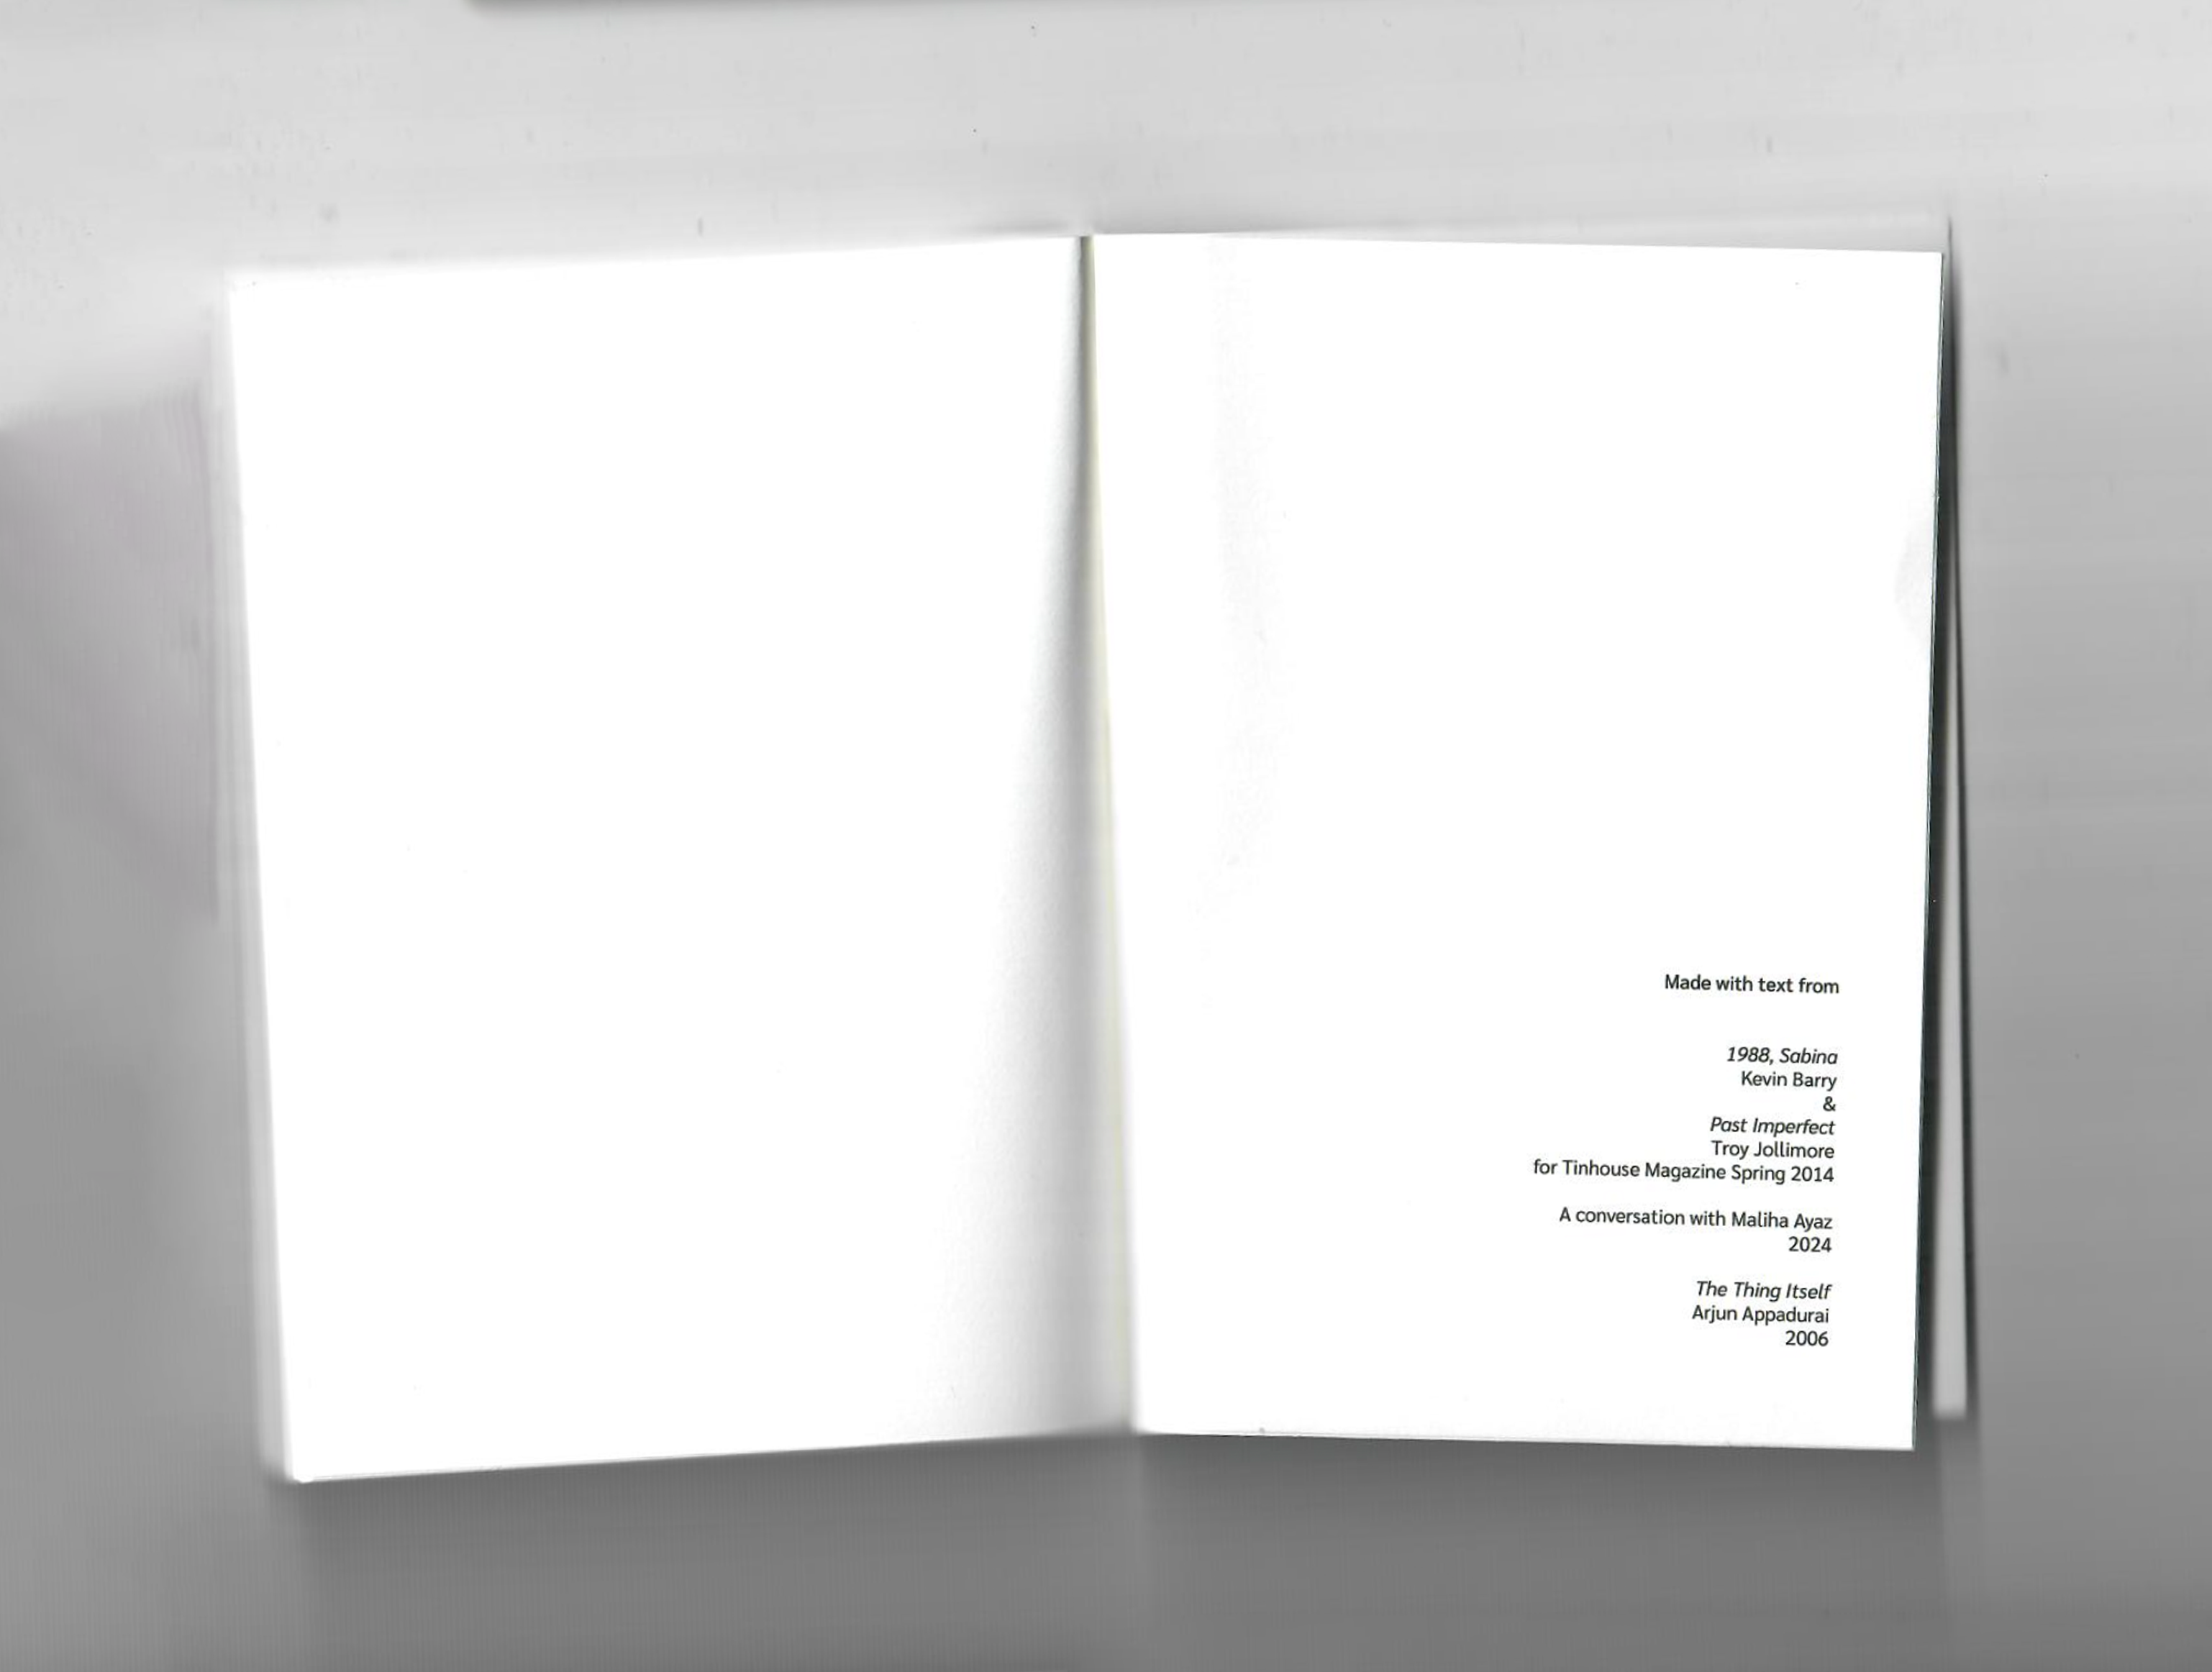 Made with text from
1988, Sabina
Kevin Barry
&
Past Imperfect
Troy Jollimore
for Tinhouse Magazine Spring 2014
A conversation with Maliha Ayaz
2024
The Thing Itself
Arjun Appadurai
2006